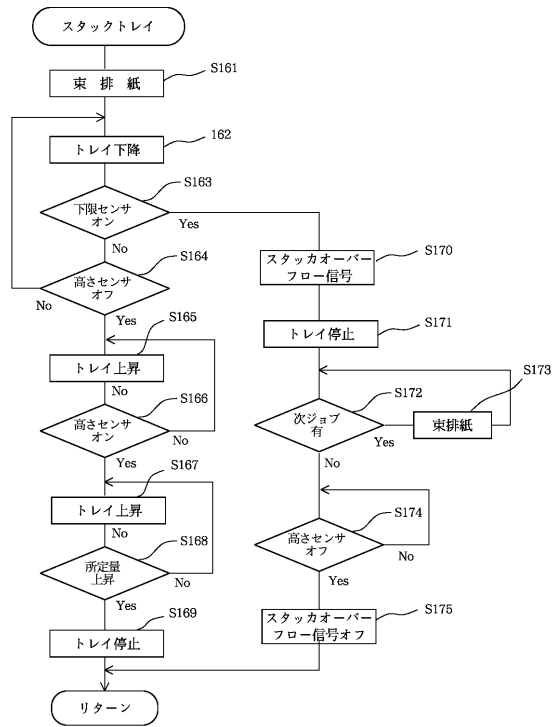 スタックトレイ
束 排 紙
S161
トレイ下降
162
下限センサ
オン
S163
Yes
No
高さセンサ
オフ
S164
No
Yes
トレイ上昇
S165
No
高さセンサ
オン
S166
No
Yes
トレイ上昇
S167
No
所定量
上昇
S168
No
Yes
トレイ停止
S169
リターン
スタッカオーバー
フロー信号
S170
トレイ停止
S171
次ジョブ
有
S172
Yes
束排紙
S173
No
高さセンサ
オフ
S174
No
Yes
スタッカオーバー
フロー信号オフ
S175